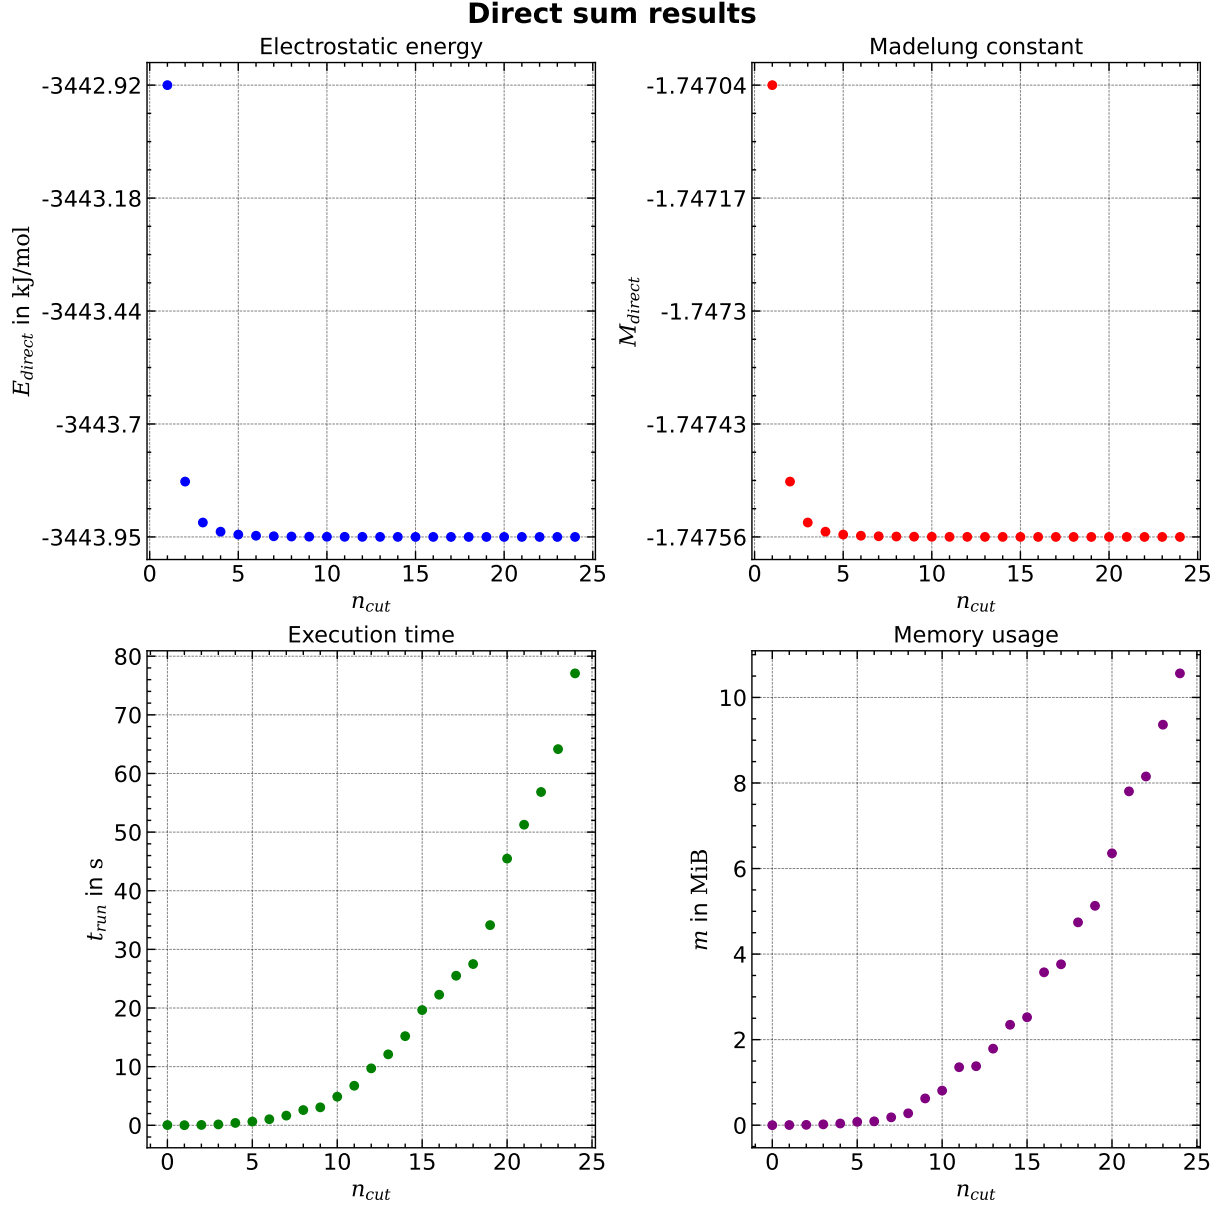 Direct sum results
Electrostatic energy
-3442.92
-3443.18
-3443.44
-3443.7
-3443.95
E_direct in kJ/mol
0 5 10 15 20 25
n_cut
Madelung constant
-1.74704
-1.74717
-1.7473
-1.74743
-1.74756
M_direct
0 5 10 15 20 25
n_cut
Execution time
80
70
60
50
40
30
20
10
0
t_run in s
0 5 10 15 20 25
n_cut
Memory usage
10
8
6
4
2
0
m in MiB
0 5 10 15 20 25
n_cut